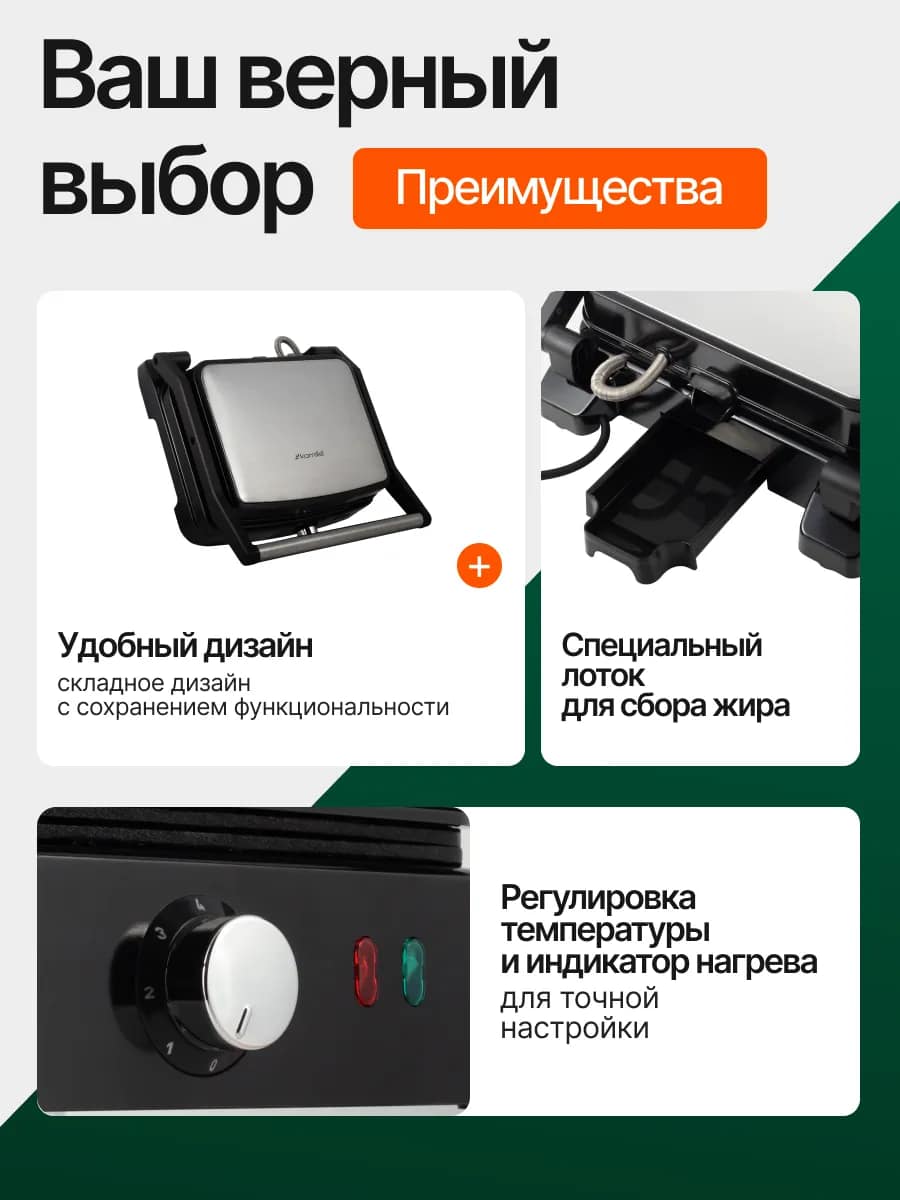 Ваш верный
выбор
Преимущества
kamille
Удобный дизайн
складное дизайн
с сохранением функциональности
Специальный
лоток
для сбора жира
4
3
2
1
0
Регулировка
температуры
и индикатор нагрева
для точной
настройки